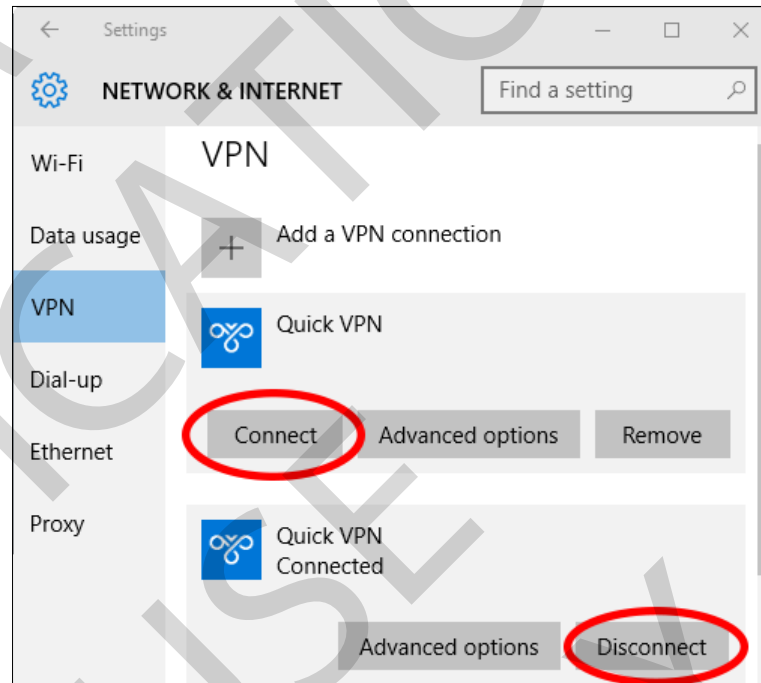 Settings
NETWORK & INTERNET
Find a setting
Wi-Fi
Data usage
VPN
Dial-up
Ethernet
Proxy
VPN
Add a VPN connection
Quick VPN
Connect Advanced options Remove
Quick VPN
Connected
Advanced options Disconnect